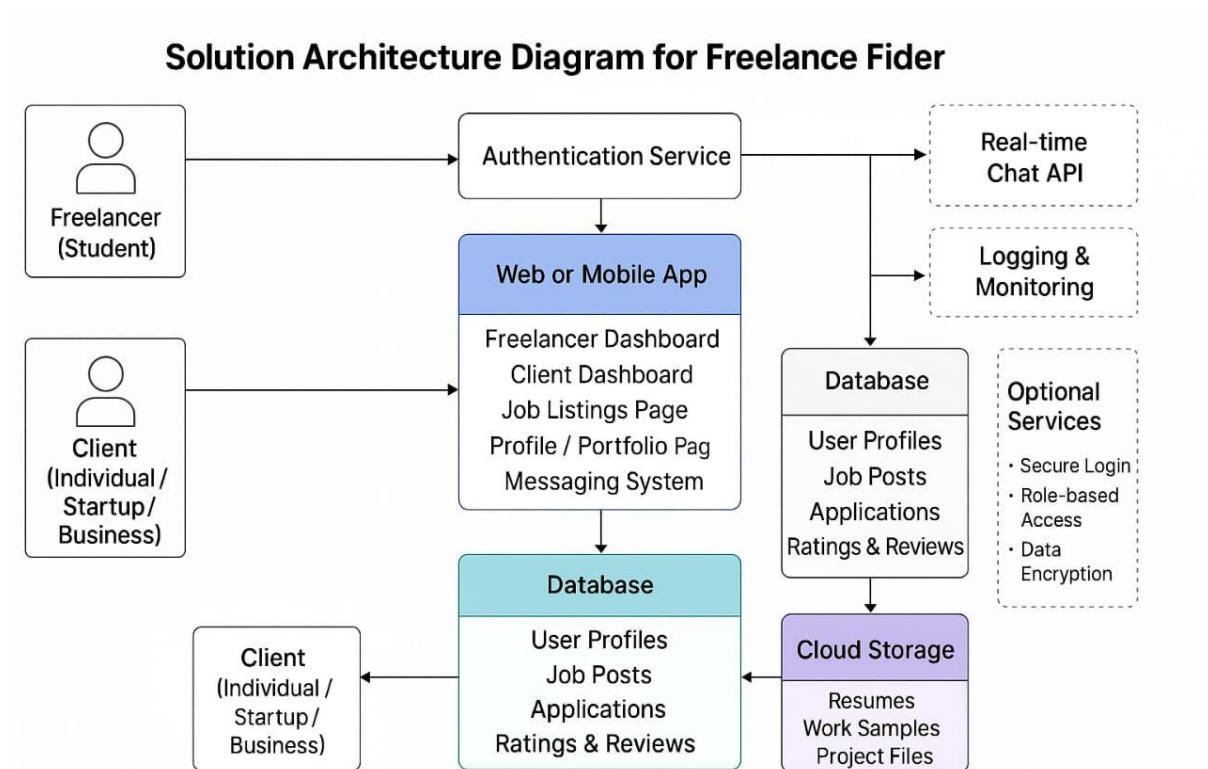 Solution Architecture Diagram for Freelance Fider
Freelancer
(Student)
Authentication Service
Real-time
Chat API
Logging &
Monitoring
Web or Mobile App
Freelancer Dashboard
Client Dashboard
Job Listings Page
Profile / Portfolio Pag
Messaging System
Client
(Individual /
Startup /
Business)
Database
User Profiles
Job Posts
Applications
Ratings & Reviews
Optional
Services
· Secure Login
· Role-based
Access
· Data
Encryption
Client
(Individual /
Startup /
Business)
Database
User Profiles
Job Posts
Applications
Ratings & Reviews
Cloud Storage
Resumes
Work Samples
Project Files